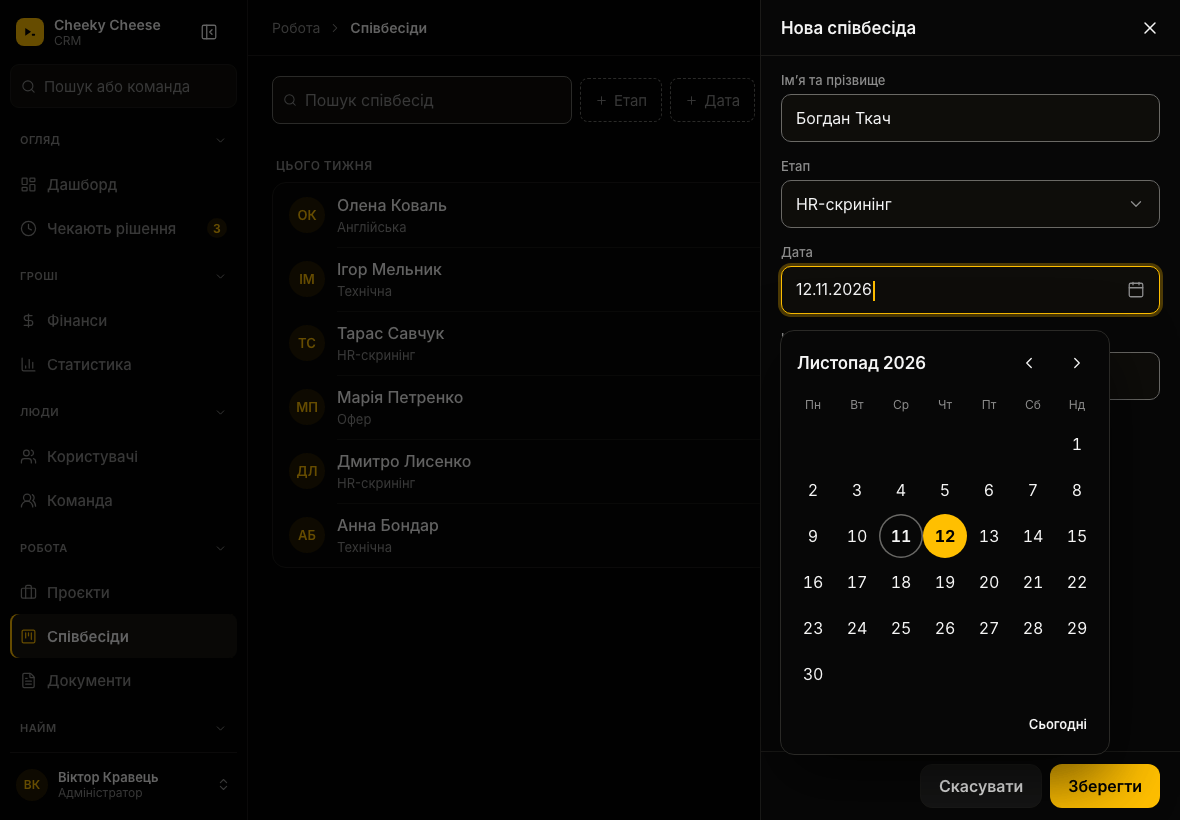 Cheeky Cheese
CRM
Пошук або команда
ОГЛЯД
Дашборд
Чекають рішення 3
ГРОШІ
Фінанси
Статистика
ЛЮДИ
Користувачі
Команда
РОБОТА
Проєкти
Співбесіди
Документи
НАЙМ
ВК
Віктор Кравець
Адміністратор
Робота Співбесіди
Пошук співбесід
+ Етап
+ Дата
ЦЬОГО ТИЖНЯ
ОК
Олена Коваль
Англійська
ІМ
Ігор Мельник
Технічна
ТС
Тарас Савчук
HR-скринінг
МП
Марія Петренко
Офер
ДЛ
Дмитро Лисенко
HR-скринінг
АБ
Анна Бондар
Технічна
Нова співбесіда
Ім’я та прізвище
Богдан Ткач
Етап
HR-скринінг
Дата
12.11.2026
Листопад 2026
Пн Вт Ср Чт Пт Сб Нд
1
2 3 4 5 6 7 8
9 10 11 12 13 14 15
16 17 18 19 20 21 22
23 24 25 26 27 28 29
30
Сьогодні
Скасувати
Зберегти